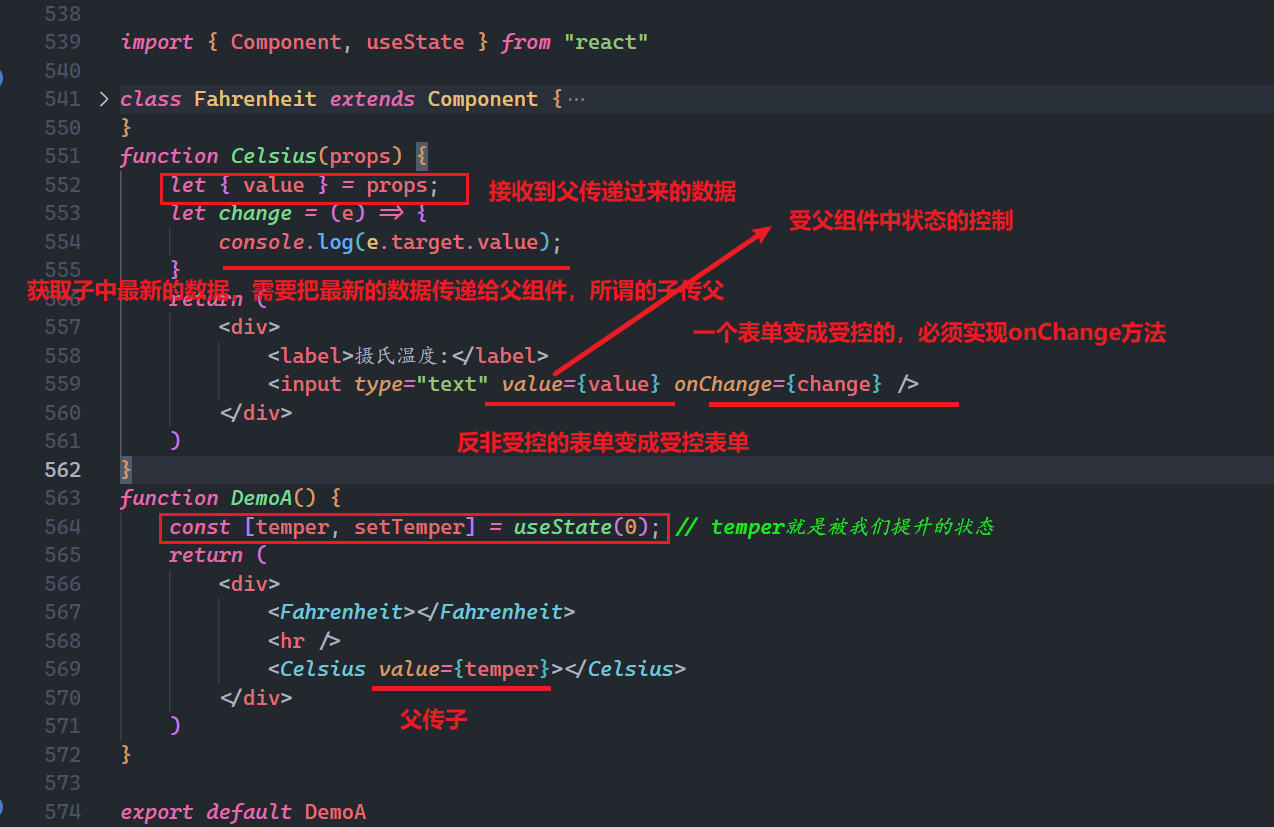 538
539 import { Component, useState } from "react"
540
541 > class Fahrenheit extends Component {…
550 }
551 function Celsius(props) {
552 let { value } = props; 接收到父传递过来的数据
553 let change = (e) => {
受父组件中状态的控制
554 console.log(e.target.value);
555 }
获取子中最新的数据，需要把最新的数据传递给父组件，所谓的子传父
556 return (
557 <div>
一个表单变成受控的，必须实现onChange方法
558 <label>摄氏温度:</label>
559 <input type="text" value={value} onChange={change} />
560 </div>
561 )
反非受控的表单变成受控表单
562 }
563 function DemoA() {
564 const [temper, setTemper] = useState(0); // temper就是被我们提升的状态
565 return (
566 <div>
567 <Fahrenheit></Fahrenheit>
568 <hr />
569 <Celsius value={temper}></Celsius>
570 </div>
父传子
571 )
572 }
573
574 export default DemoA